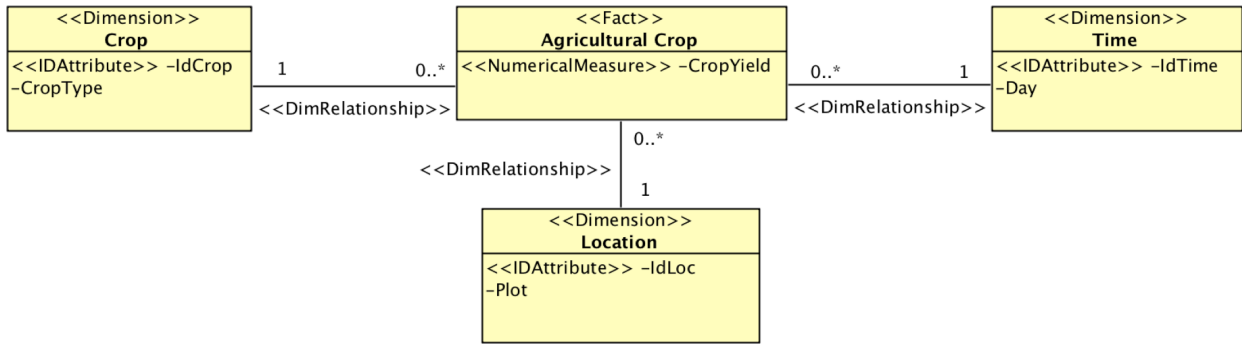 <<Dimension>>
Crop
<<IDAttribute>> -IdCrop
-CropType
1
0..*
<<DimRelationship>>
<<Fact>>
Agricultural Crop
<<NumericalMeasure>> -CropYield
0..*
1
<<DimRelationship>>
<<Dimension>>
Time
<<IDAttribute>> -IdTime
-Day
0..*
<<DimRelationship>>
1
<<Dimension>>
Location
<<IDAttribute>> -IdLoc
-Plot